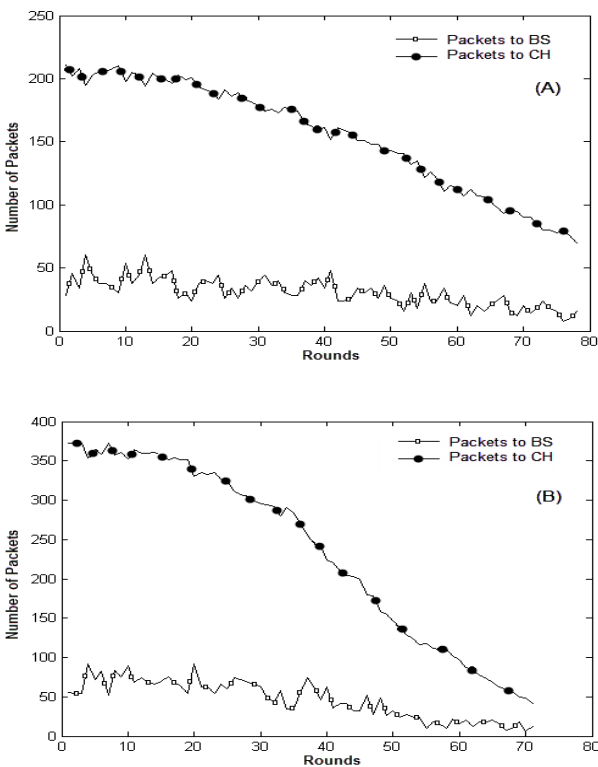 250
200
150
100
50
0
Number of Packets
Packets to BS
Packets to CH
(A)
0 10 20 30 40 50 60 70 80
Rounds
400
350
300
250
200
150
100
50
0
Number of Packets
Packets to BS
Packets to CH
(B)
0 10 20 30 40 50 60 70 80
Rounds